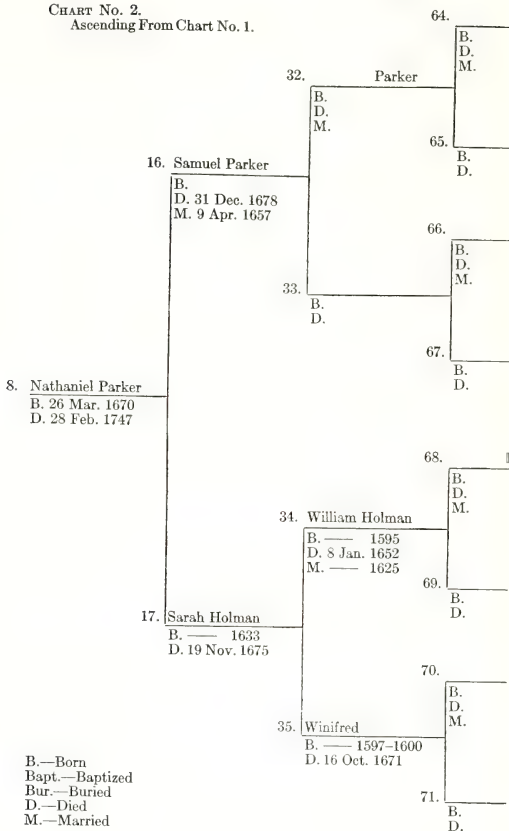 CHART NO. 2.
Ascending From Chart No. 1.
64.
B.
D.
M.
32. Parker
B.
D.
M.
65.
B.
D.
16. Samuel Parker
B.
D. 31 Dec. 1678
M. 9 Apr. 1657
66.
B.
D.
M.
33.
B.
D.
67.
B.
D.
8. Nathaniel Parker
B. 26 Mar. 1670
D. 28 Feb. 1747
68.
B.
D.
M.
34. William Holman
B. —— 1595
D. 8 Jan. 1652
M. —— 1625
69.
B.
D.
17. Sarah Holman
B. —— 1633
D. 19 Nov. 1675
70.
B.
D.
M.
35. Winifred
B. —— 1597–1600
D. 16 Oct. 1671
71.
B.
D.
B.—Born
Bapt.—Baptized
Bur.—Buried
D.—Died
M.—Married